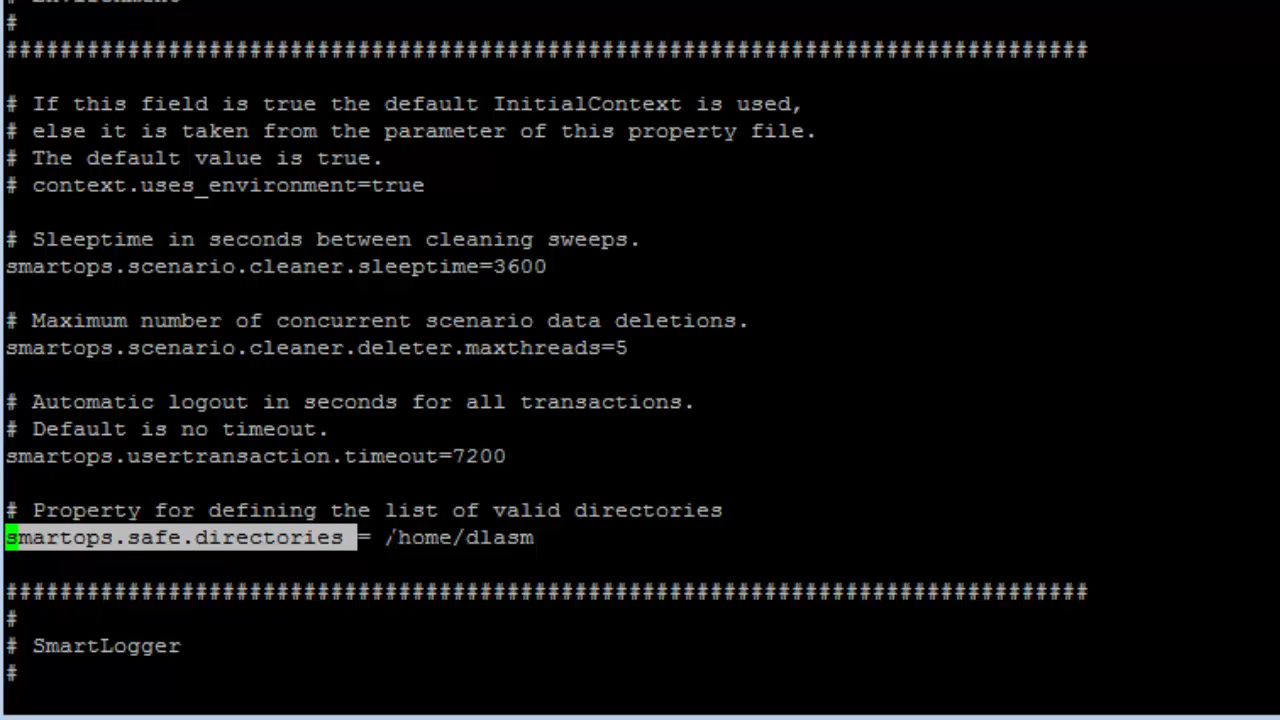 #
################################################################################
# If this field is true the default InitialContext is used,
# else it is taken from the parameter of this property file.
# The default value is true.
# context.uses_environment=true
# Sleeptime in seconds between cleaning sweeps.
smartops.scenario.cleaner.sleeptime=3600
# Maximum number of concurrent scenario data deletions.
smartops.scenario.cleaner.deleter.maxthreads=5
# Automatic logout in seconds for all transactions.
# Default is no timeout.
smartops.usertransaction.timeout=7200
# Property for defining the list of valid directories
smartops.safe.directories = /home/dlasm
################################################################################
#
# SmartLogger
#